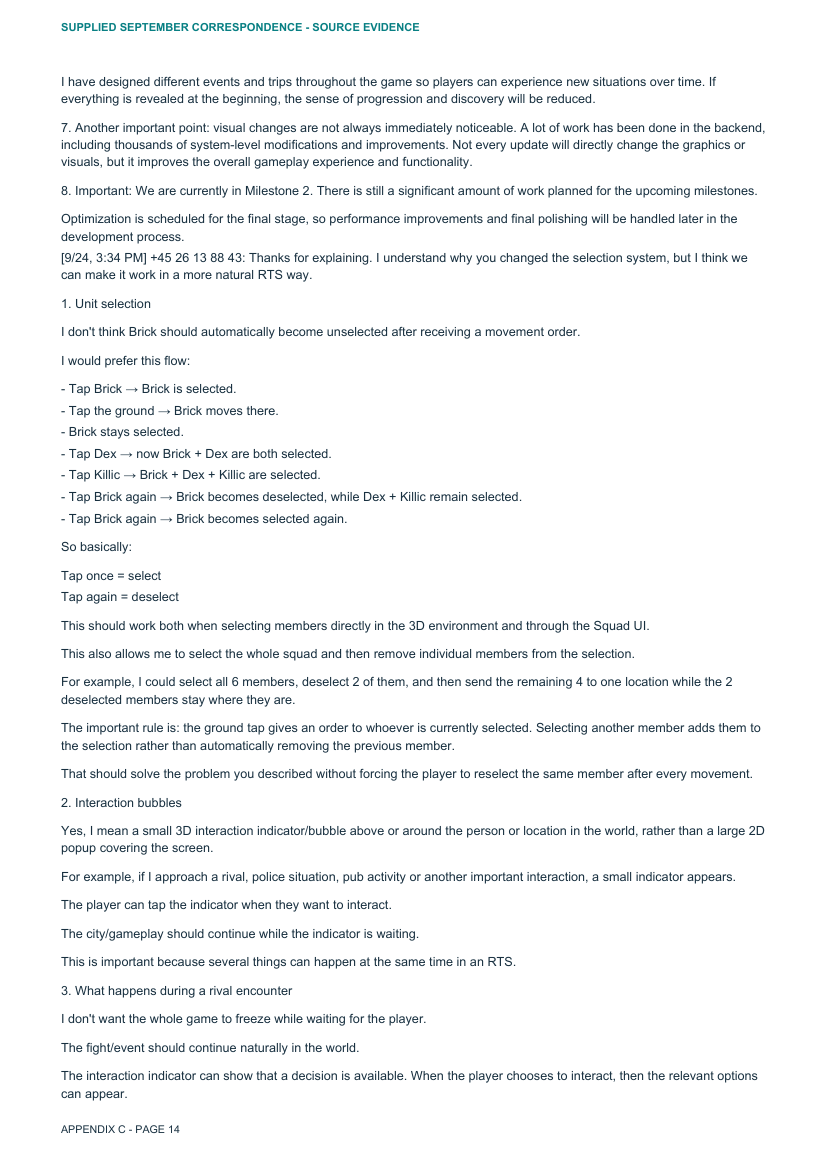 SUPPLIED SEPTEMBER CORRESPONDENCE - SOURCE EVIDENCE
I have designed different events and trips throughout the game so players can experience new situations over time. If
everything is revealed at the beginning, the sense of progression and discovery will be reduced.
7. Another important point: visual changes are not always immediately noticeable. A lot of work has been done in the backend,
including thousands of system-level modifications and improvements. Not every update will directly change the graphics or
visuals, but it improves the overall gameplay experience and functionality.
8. Important: We are currently in Milestone 2. There is still a significant amount of work planned for the upcoming milestones.
Optimization is scheduled for the final stage, so performance improvements and final polishing will be handled later in the
development process.
[9/24, 3:34 PM] +45 26 13 88 43: Thanks for explaining. I understand why you changed the selection system, but I think we
can make it work in a more natural RTS way.
1. Unit selection
I don't think Brick should automatically become unselected after receiving a movement order.
I would prefer this flow:
- Tap Brick → Brick is selected.
- Tap the ground → Brick moves there.
- Brick stays selected.
- Tap Dex → now Brick + Dex are both selected.
- Tap Killic → Brick + Dex + Killic are selected.
- Tap Brick again → Brick becomes deselected, while Dex + Killic remain selected.
- Tap Brick again → Brick becomes selected again.
So basically:
Tap once = select
Tap again = deselect
This should work both when selecting members directly in the 3D environment and through the Squad UI.
This also allows me to select the whole squad and then remove individual members from the selection.
For example, I could select all 6 members, deselect 2 of them, and then send the remaining 4 to one location while the 2
deselected members stay where they are.
The important rule is: the ground tap gives an order to whoever is currently selected. Selecting another member adds them to
the selection rather than automatically removing the previous member.
That should solve the problem you described without forcing the player to reselect the same member after every movement.
2. Interaction bubbles
Yes, I mean a small 3D interaction indicator/bubble above or around the person or location in the world, rather than a large 2D
popup covering the screen.
For example, if I approach a rival, police situation, pub activity or another important interaction, a small indicator appears.
The player can tap the indicator when they want to interact.
The city/gameplay should continue while the indicator is waiting.
This is important because several things can happen at the same time in an RTS.
3. What happens during a rival encounter
I don't want the whole game to freeze while waiting for the player.
The fight/event should continue naturally in the world.
The interaction indicator can show that a decision is available. When the player chooses to interact, then the relevant options
can appear.
APPENDIX C - PAGE 14